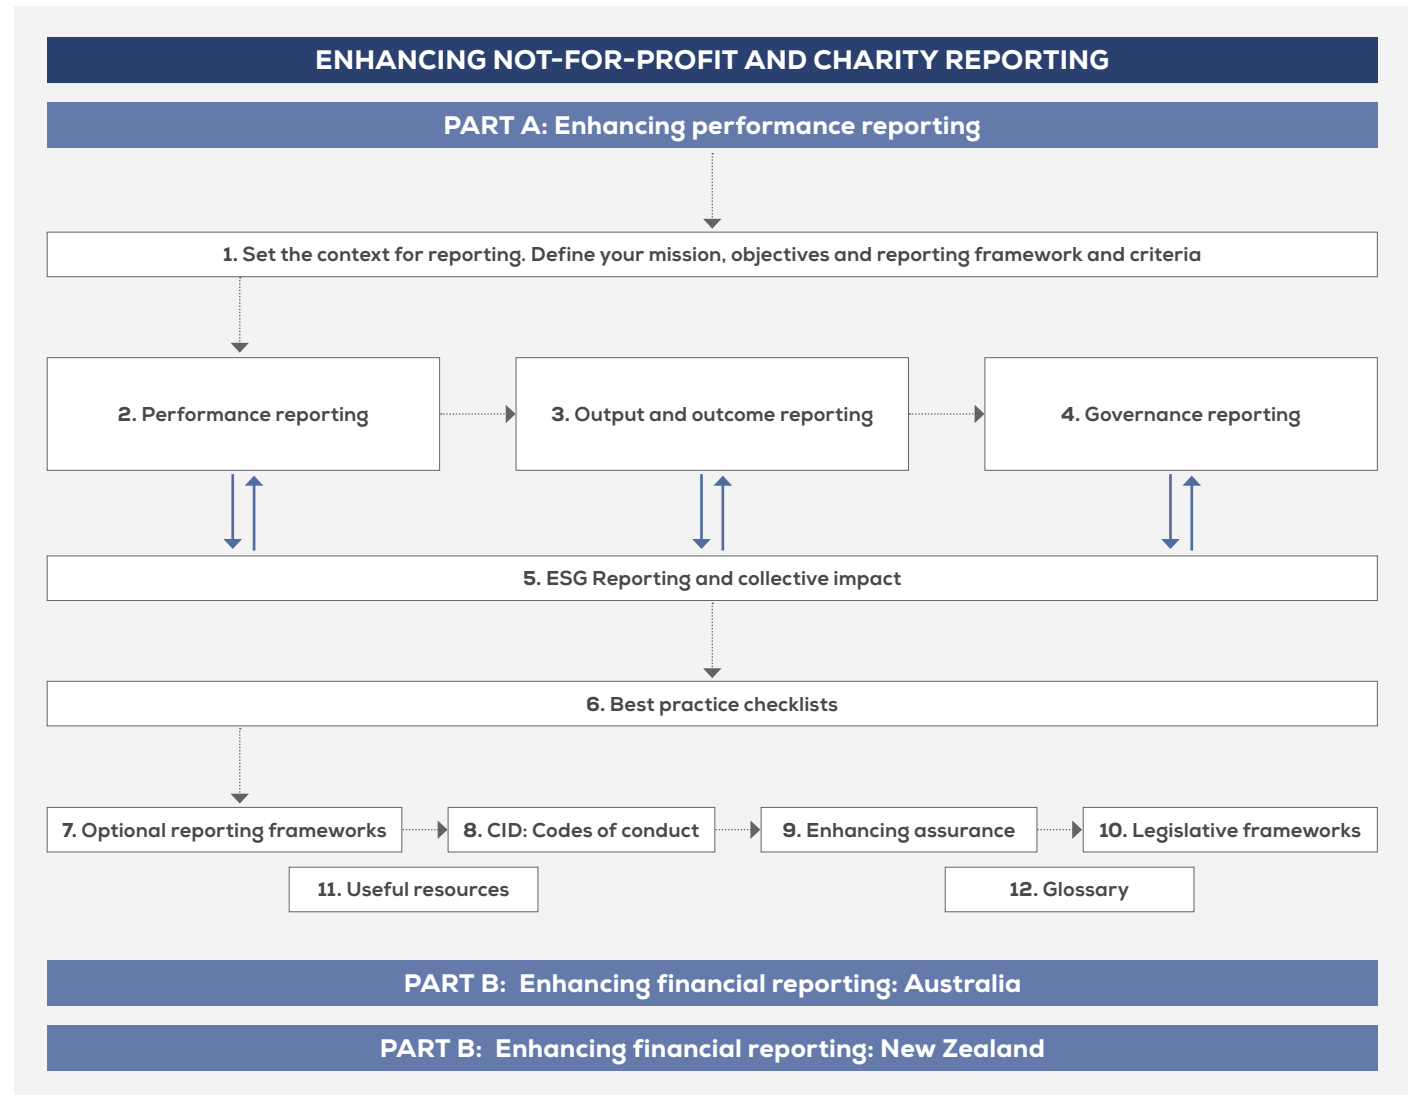 ENHANCING NOT-FOR-PROFIT AND CHARITY REPORTING
PART A: Enhancing performance reporting
1. Set the context for reporting. Define your mission, objectives and reporting framework and criteria
2. Performance reporting
3. Output and outcome reporting
4. Governance reporting
5. ESG Reporting and collective impact
6. Best practice checklists
7. Optional reporting frameworks
8. CID: Codes of conduct
9. Enhancing assurance
10. Legislative frameworks
11. Useful resources
12. Glossary
PART B:  Enhancing financial reporting: Australia
PART B:  Enhancing financial reporting: New Zealand